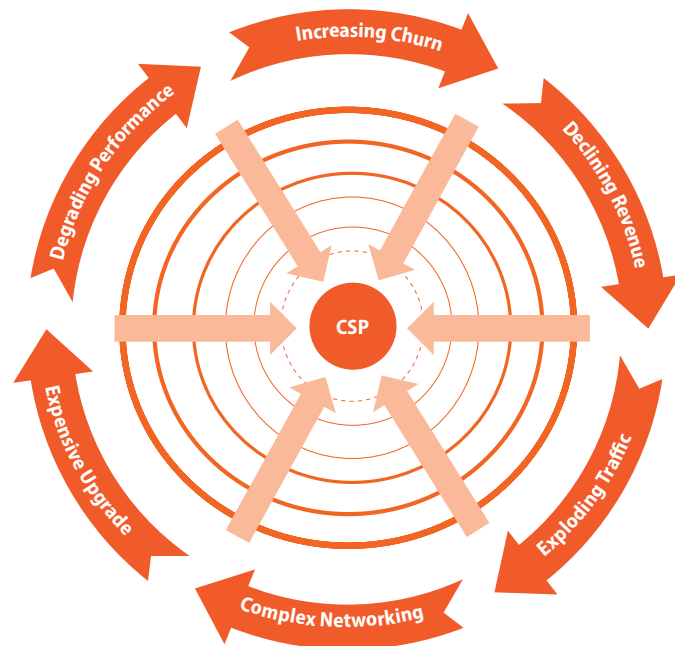 Increasing Churn
Declining Revenue
Exploding Traffic
Complex Networking
Expensive Upgrade
Degrading Performance
CSP